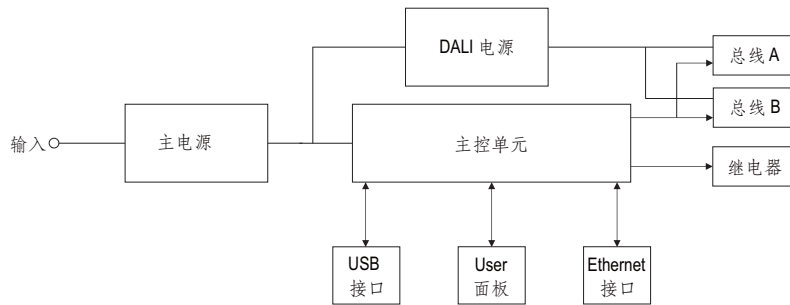 DALI 电源
总线 A
总线 B
输入
主电源
主控单元
继电器
USB
接口
User
面板
Ethernet
接口